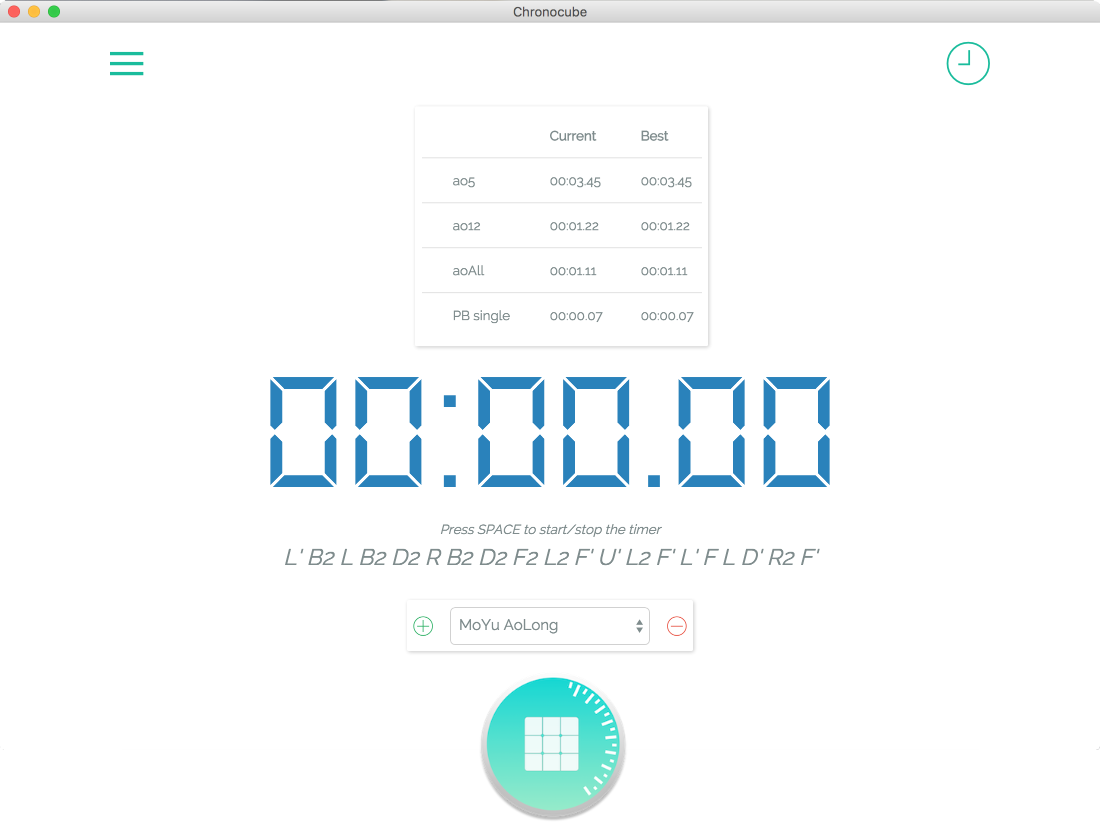 Chronocube
Current Best
ao5 00:03.45 00:03.45
ao12 00:01.22 00:01.22
aoAll 00:01.11 00:01.11
PB single 00:00.07 00:00.07
00:00.00
Press SPACE to start/stop the timer
L' B2 L B2 D2 R B2 D2 F2 L2 F' U' L2 F' L' F L D' R2 F'
MoYu AoLong